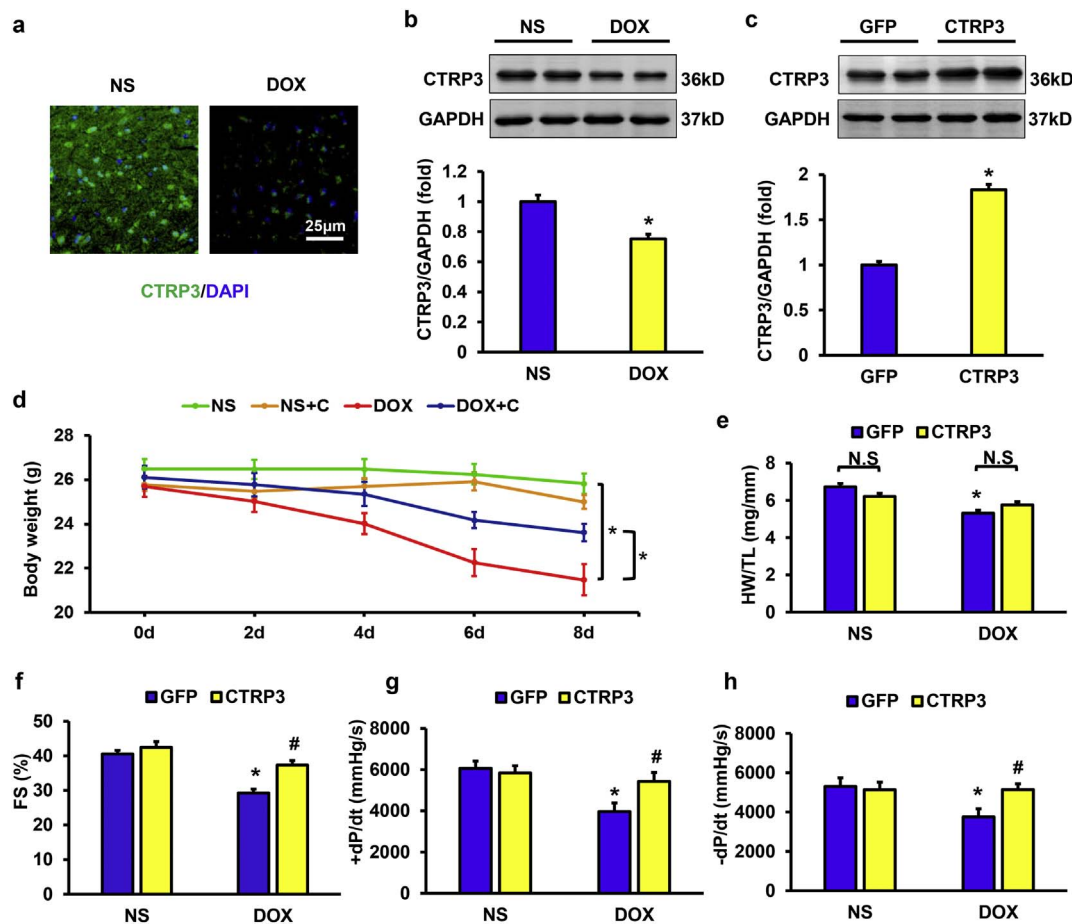 a
NS DOX
25μm
CTRP3/DAPI
b
NS DOX
CTRP3 36kD
GAPDH 37kD
CTRP3/GAPDH (fold)
1.2
1
0.8
0.6
0.4
0.2
0
*
NS DOX
c
GFP CTRP3
CTRP3 36kD
GAPDH 37kD
CTRP3/GAPDH (fold)
2
1.5
1
0.5
0
*
GFP CTRP3
d
NS NS+C DOX DOX+C
Body weight (g)
28
26
24
22
20
* *
0d 2d 4d 6d 8d
e
GFP CTRP3
HW/TL (mg/mm)
8
6
4
2
0
N.S N.S
*
NS DOX
f
GFP CTRP3
FS (%)
50
40
30
20
10
0
* #
NS DOX
g
GFP CTRP3
+dP/dt (mmHg/s)
8000
6000
4000
2000
0
* #
NS DOX
h
GFP CTRP3
-dP/dt (mmHg/s)
8000
6000
4000
2000
0
* #
NS DOX